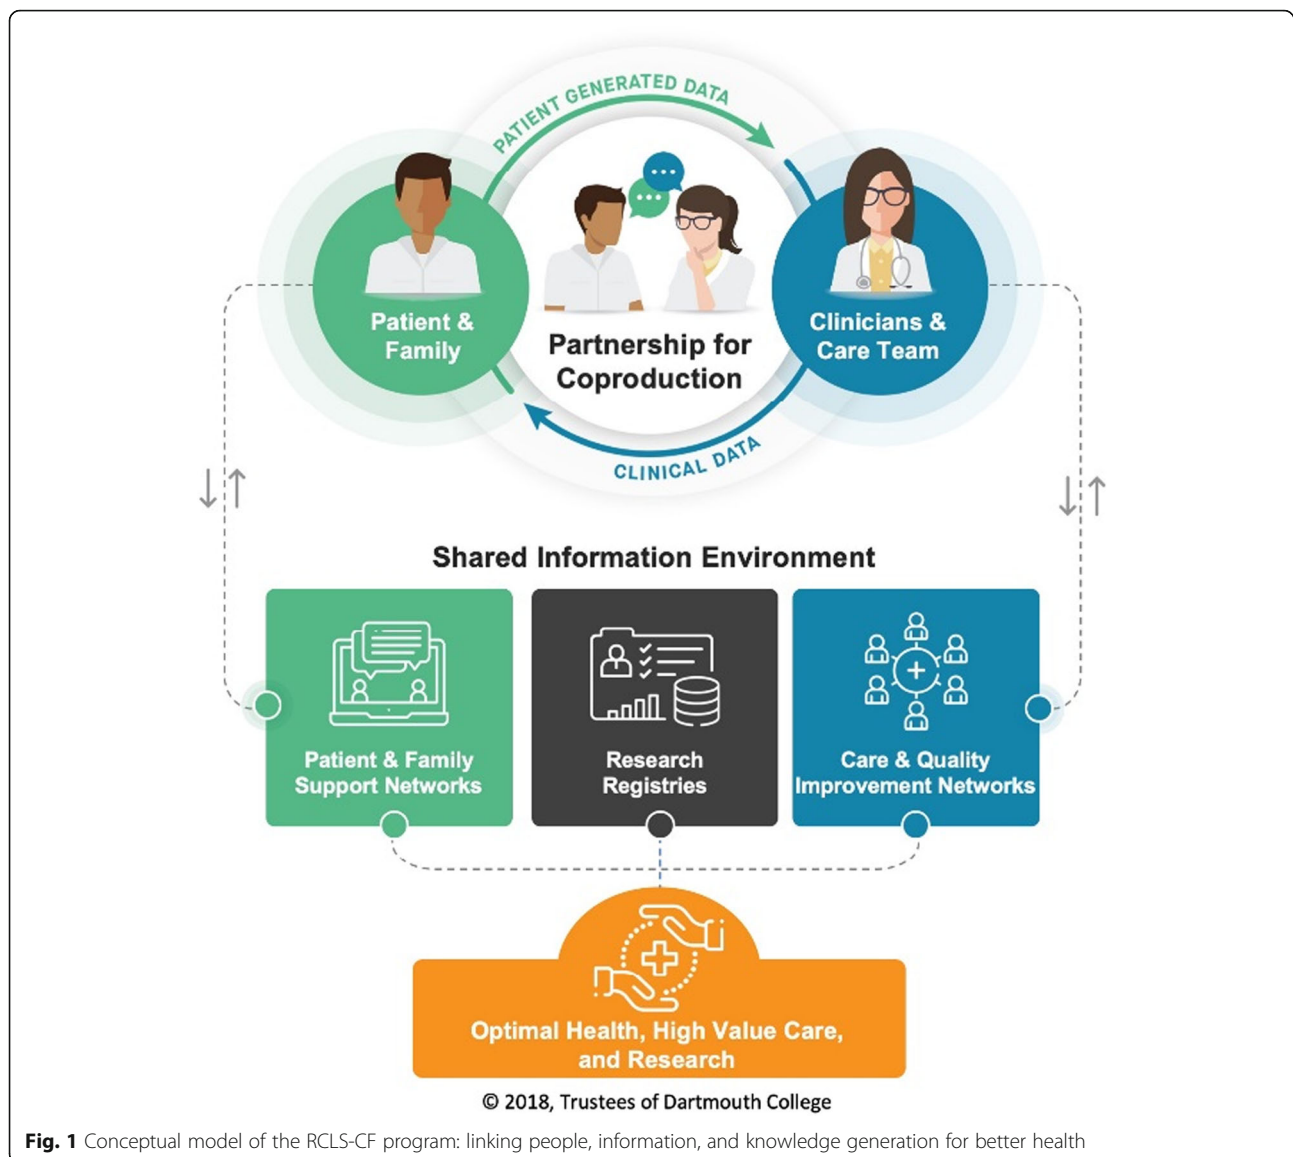 PATIENT GENERATED DATA
Patient &
Family
Partnership for
Coproduction
Clinicians &
Care Team
CLINICAL DATA
Shared Information Environment
Patient & Family
Support Networks
Research
Registries
Care & Quality
Improvement Networks
Optimal Health, High Value Care,
and Research
© 2018, Trustees of Dartmouth College
Fig. 1 Conceptual model of the RCLS-CF program: linking people, information, and knowledge generation for better health